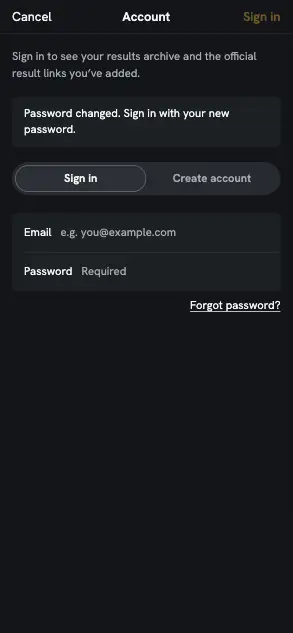 Cancel Account Sign in
Sign in to see your results archive and the official
result links you’ve added.
Password changed. Sign in with your new
password.
Sign in Create account
Email e.g. you@example.com
Password Required
Forgot password?